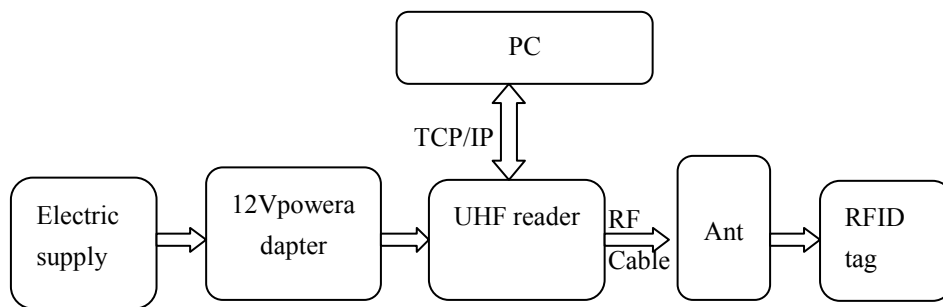 PC
TCP/IP
Electric
supply
12Vpowera
dapter
UHF reader
RF
Cable
Ant
RFID
tag